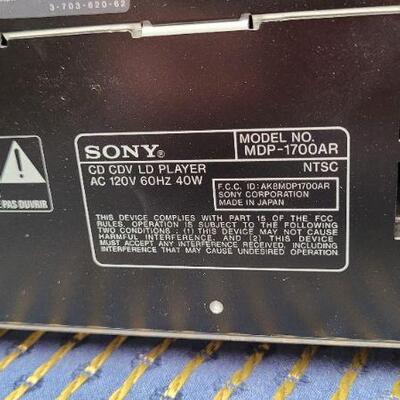 3-703-620-62
SONY®
MODEL NO.
MDP-1700AR
CD CDV LD PLAYER
NTSC
AC 120V 60HZ 40W
F.C.C. ID:AK8MDP1700AR
SONY CORPORATION
MADE IN JAPAN
THIS DEVICE COMPLIES WITH PART 15 OF THE FCC
RULES. OPERATION IS SUBJECT TO THE FOLLOWING
TWO CONDITIONS : (1) THIS DEVICE MAY NOT CAUSE
HARMFUL INTERFERENCE, AND (2) THIS DEVICE
MUST ACCEPT ANY INTERFERENCE RECEIVED, INCLUDING
INTERFERENCE THAT MAY CAUSE UNDESIRED OPERATION
PAS OUVRIR